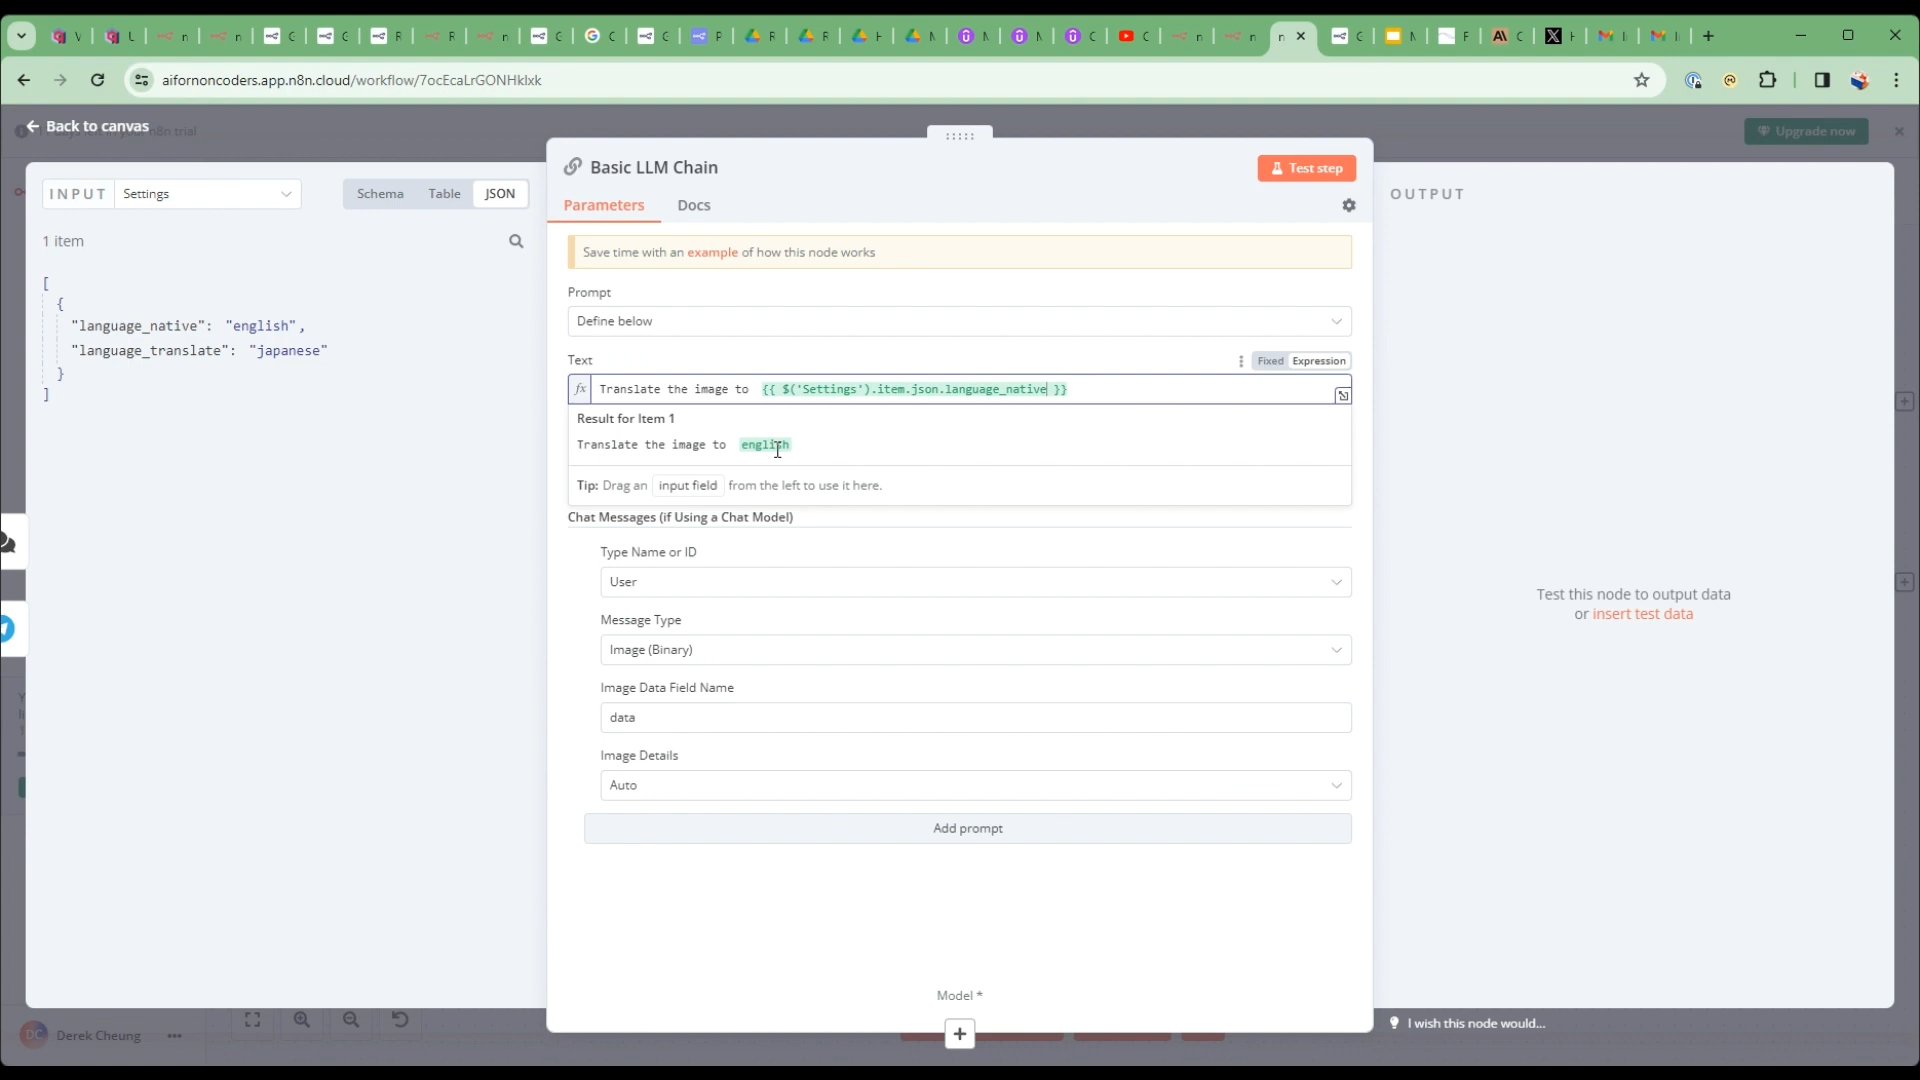 V
U
n
n
C
C
R
R
n
C
C
C
P
R
R
H
M
M
M
C
C
n
n
n
C
M
F
C
H
aifornoncoders.app.n8n.cloud/workflow/7ocEcaLrGONHklxk
Back to canvas
n8n trial
Upgrade now
INPUT
Settings
Schema
Table
JSON
1 item
[
{
"language_native": "english",
"language_translate": "japanese"
}
]
Basic LLM Chain
Test step
Parameters
Docs
Save time with an example of how this node works
Prompt
Define below
Text
Fixed
Expression
fx
Translate the image to {{ $('Settings').item.json.language_native }}
Result for Item 1
Translate the image to english
Tip: Drag an input field from the left to use it here.
Chat Messages (if Using a Chat Model)
Type Name or ID
User
Message Type
Image (Binary)
Image Data Field Name
data
Image Details
Auto
Add prompt
Model *
OUTPUT
Test this node to output data
or insert test data
I wish this node would...
DC
Derek Cheung